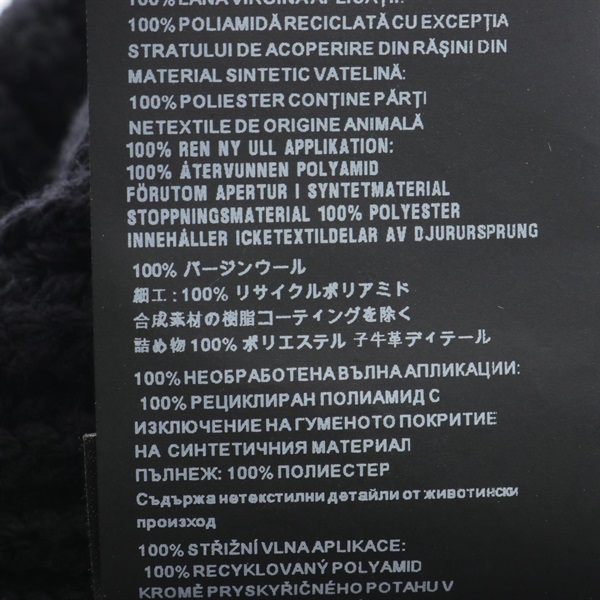 100% LÂNĂ VIRGINĂ APLICAȚII:
100% POLIAMIDĂ RECICLATĂ CU EXCEPȚIA
STRATULUI DE ACOPERIRE DIN RĂȘINI DIN
MATERIAL SINTETIC VATELINĂ:
100% POLIESTER CONȚINE PĂRȚI
NETEXTILE DE ORIGINE ANIMALĂ
100% REN NY ULL APPLIKATION:
100% ÅTERVUNNEN POLYAMID
FÖRUTOM APERTUR I SYNTETMATERIAL
STOPPNINGSMATERIAL 100% POLYESTER
INNEHÅLLER ICKETEXTILDELAR AV DJURURSPRUNG
100% バージンウール
細工: 100% リサイクルポリアミド
合成素材の樹脂コーティングを除く
詰め物 100% ポリエステル 子牛革ディテール
100% НЕОБРАБОТЕНА ВЪЛНА АПЛИКАЦИИ:
100% РЕЦИКЛИРАН ПОЛИАМИД С
ИЗКЛЮЧЕНИЕ НА ГУМЕНОТО ПОКРИТИЕ
НА СИНТЕТИЧНИЯ МАТЕРИАЛ
ПЪЛНЕЖ: 100% ПОЛИЕСТЕР
Съдържа нетекстилни детайли от животински
произход
100% STŘIŽNÍ VLNA APLIKACE:
100% RECYKLOVANÝ POLYAMID
KROMĚ PRYSKYŘIČNÉHO POTAHU V